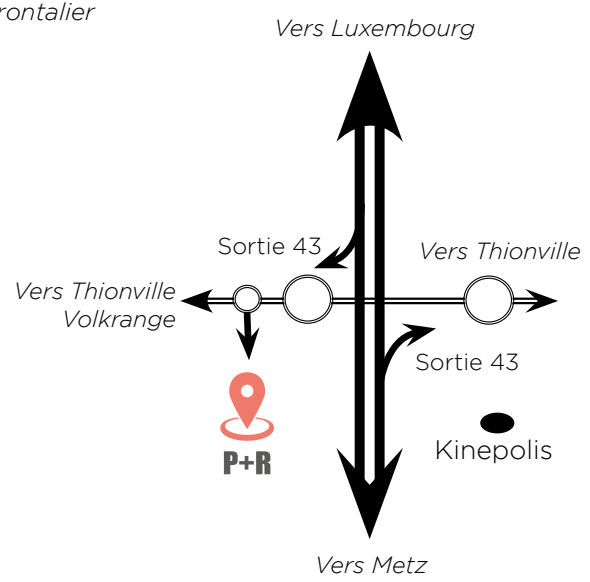 rontalier
Vers Luxembourg
Sortie 43
Vers Thionville
Vers Thionville
Volkrange
Sortie 43
P+R
Kinepolis
Vers Metz